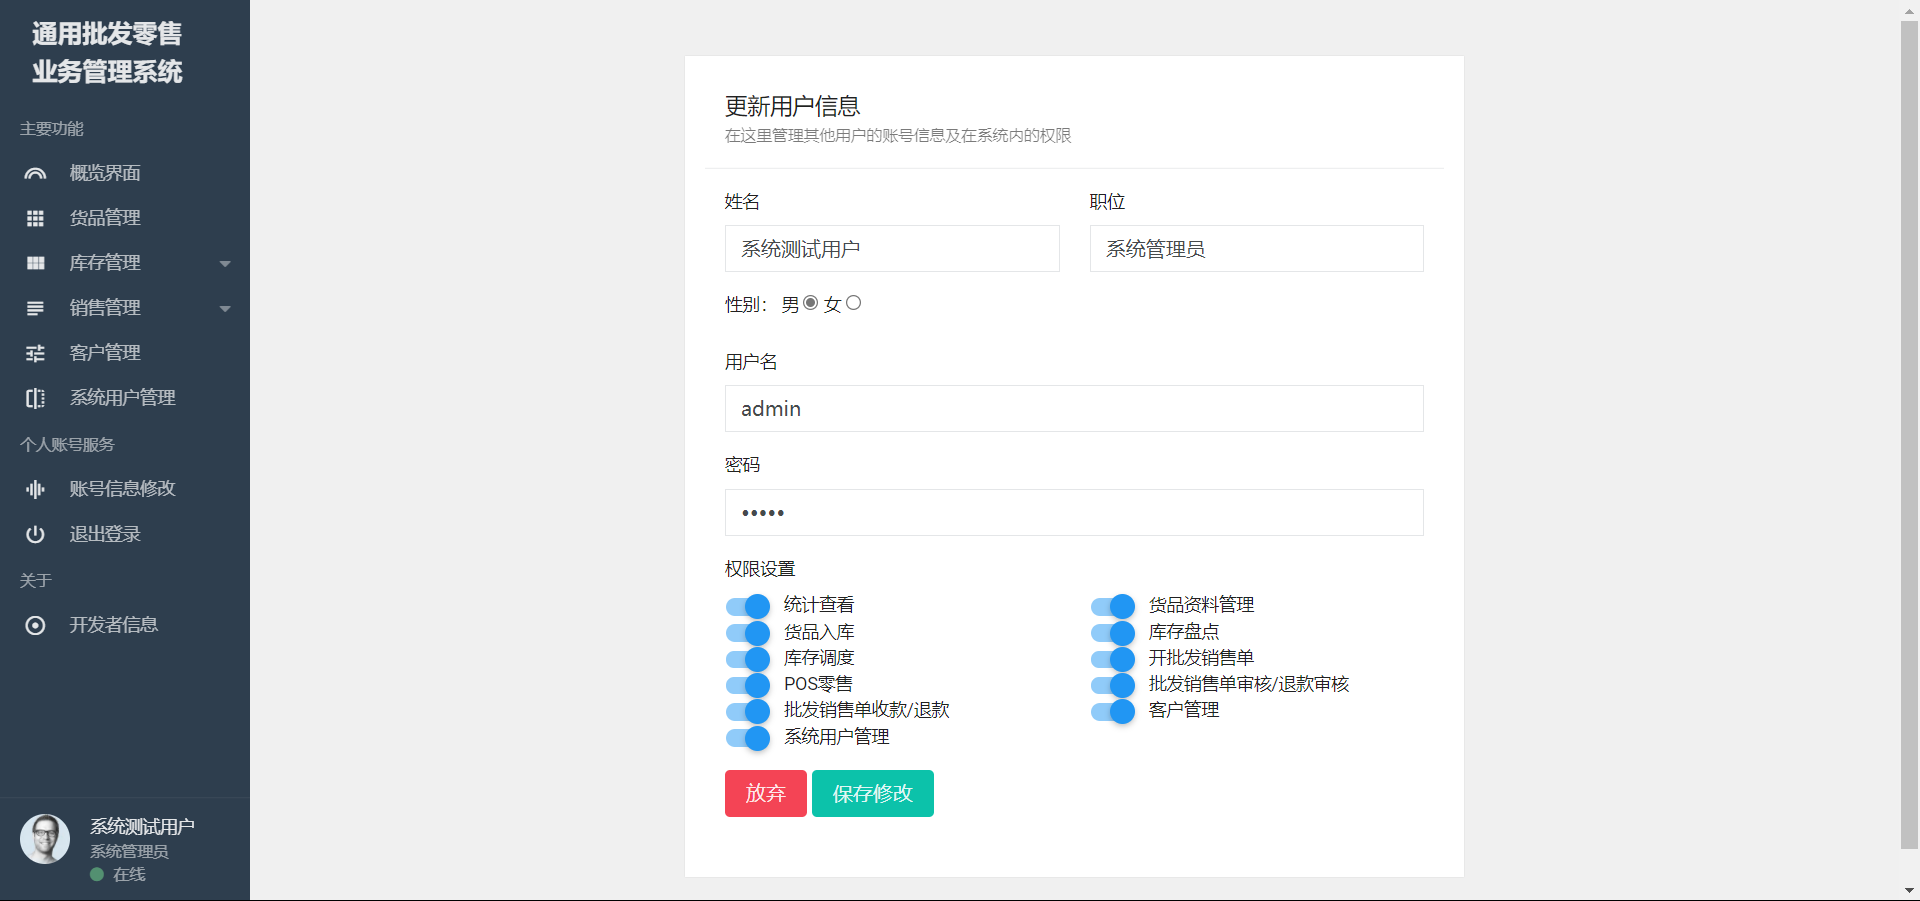 通用批发零售
业务管理系统
主要功能
概览界面
货品管理
库存管理
销售管理
客户管理
系统用户管理
个人账号服务
账号信息修改
退出登录
关于
开发者信息
系统测试用户
系统管理员
在线
更新用户信息
在这里管理其他用户的账号信息及在系统内的权限
姓名
职位
系统测试用户
系统管理员
性别： 男 女
用户名
admin
密码
•••••
权限设置
统计查看
货品资料管理
货品入库
库存盘点
库存调度
开批发销售单
POS零售
批发销售单审核/退款审核
批发销售单收款/退款
客户管理
系统用户管理
放弃
保存修改